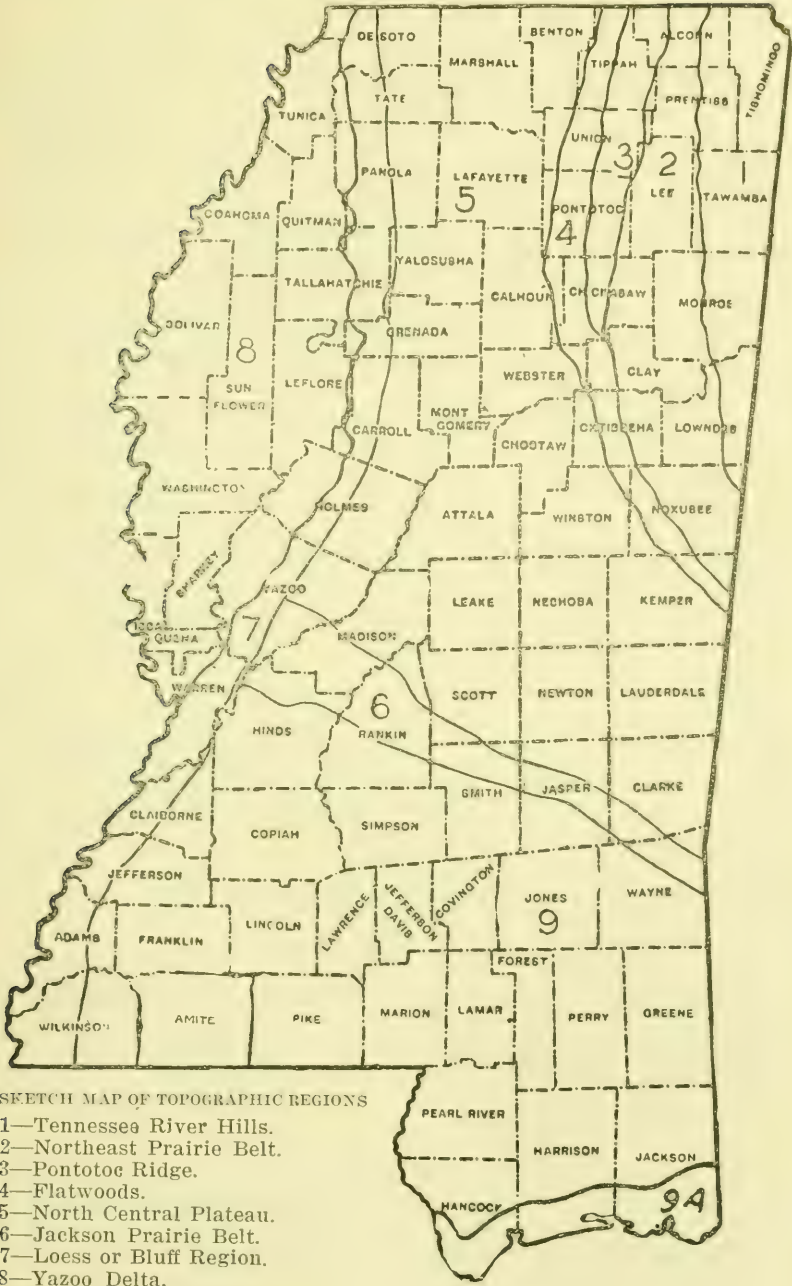 DE SOTO
BENTON
ALCORN
MARSHALL
TIPPAH
TISHOMINGO
TATE
TUNICA
PRENTISS
UNION
3
2
PANOLA
LAFAYETTE
5
LEE
TAWAMBA
COAHOMA
QUITMAN
PONTOTOC
4
YALOSUSHA
TALLAHATCHIE
CALHOUN
CHICKASAW
MONROE
BOLIVAR
8
GRENADA
SUN
FLOWER
LEFLORE
WEBSTER
CLAY
CARROLL
MONT
GOMERY
CHOCTAW
OKTIBBEHA
LOWNDES
WASHINGTON
HOLMES
ATTALA
WINSTON
NOXUBEE
SHARKEY
YAZOO
LEAKE
NECHOBA
KEMPER
QUENA
7
MADISON
WARREN
6
SCOTT
NEWTON
LAUDERDALE
HINDS
RANKIN
SMITH
JASPER
CLARKE
CLAIBORNE
COPIAH
SIMPSON
JEFFERSON
LAWRENCE
JEFFERSON
DAVIS
COVINGTON
JONES
9
WAYNE
ADAMS
FRANKLIN
LINCOLN
FOREST
WILKINSON
AMITE
PIKE
MARION
LAMAR
PERRY
GREENE
PEARL RIVER
HARRISON
JACKSON
HANCOCK
9A
SKETCH MAP OF TOPOGRAPHIC REGIONS
1—Tennessee River Hills.
2—Northeast Prairie Belt.
3—Pontotoc Ridge.
4—Flatwoods.
5—North Central Plateau.
6—Jackson Prairie Belt.
7—Loess or Bluff Region.
8—Yazoo Delta.